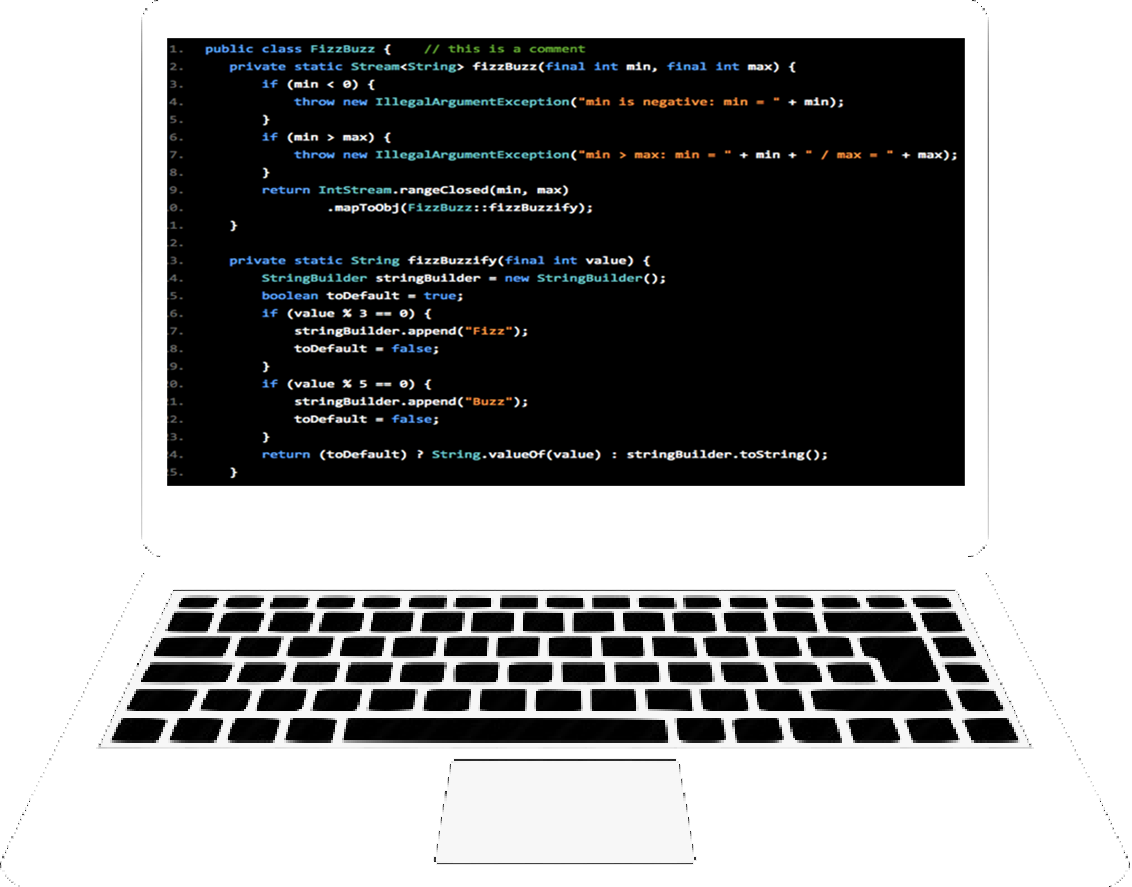 1. public class FizzBuzz {    // this is a comment
2. private static Stream<String> fizzBuzz(final int min, final int max) {
3. if (min < 0) {
4. throw new IllegalArgumentException("min is negative: min = " + min);
5. }
6. if (min > max) {
7. throw new IllegalArgumentException("min > max: min = " + min + " / max = " + max);
8. }
9. return IntStream.rangeClosed(min, max)
0. .mapToObj(FizzBuzz::fizzBuzzify);
1. }
2.
3. private static String fizzBuzzify(final int value) {
4. StringBuilder stringBuilder = new StringBuilder();
5. boolean toDefault = true;
6. if (value % 3 == 0) {
7. stringBuilder.append("Fizz");
8. toDefault = false;
9. }
0. if (value % 5 == 0) {
1. stringBuilder.append("Buzz");
2. toDefault = false;
3. }
4. return (toDefault) ? String.valueOf(value) : stringBuilder.toString();
5. }